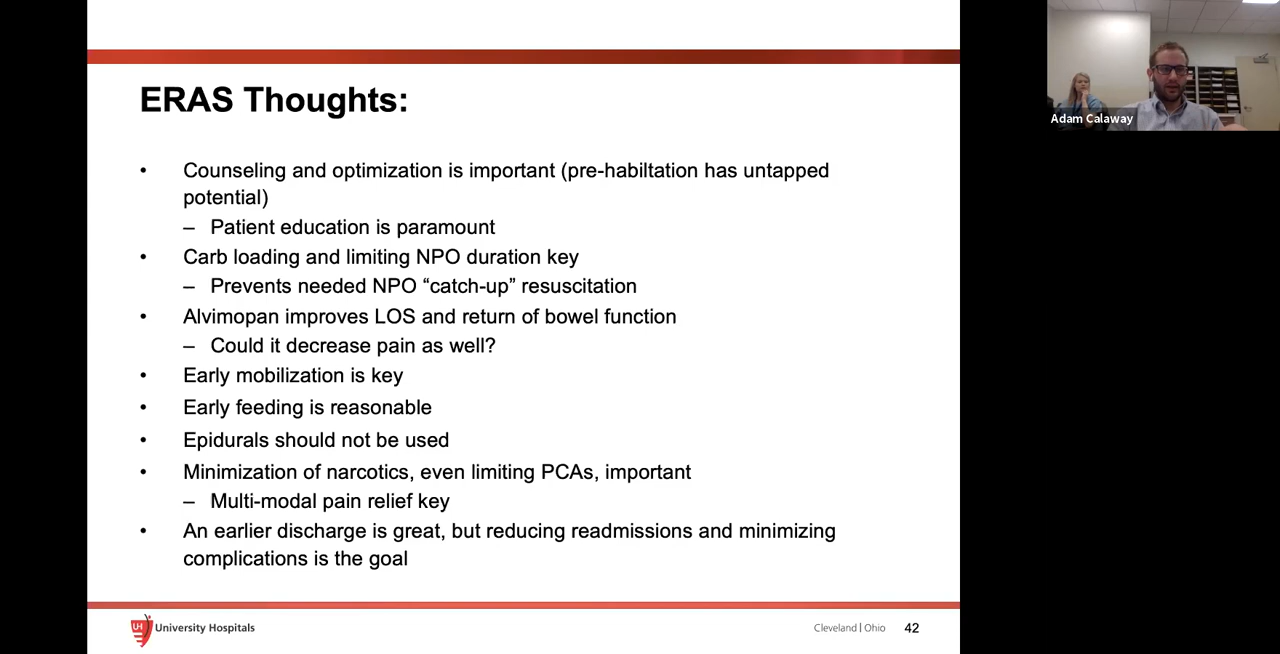 ERAS Thoughts:
• Counseling and optimization is important (pre-habiltation has untapped
potential)
– Patient education is paramount
• Carb loading and limiting NPO duration key
– Prevents needed NPO “catch-up” resuscitation
• Alvimopan improves LOS and return of bowel function
– Could it decrease pain as well?
• Early mobilization is key
• Early feeding is reasonable
• Epidurals should not be used
• Minimization of narcotics, even limiting PCAs, important
– Multi-modal pain relief key
• An earlier discharge is great, but reducing readmissions and minimizing
complications is the goal
UH University Hospitals
Cleveland | Ohio 42
Adam Calaway